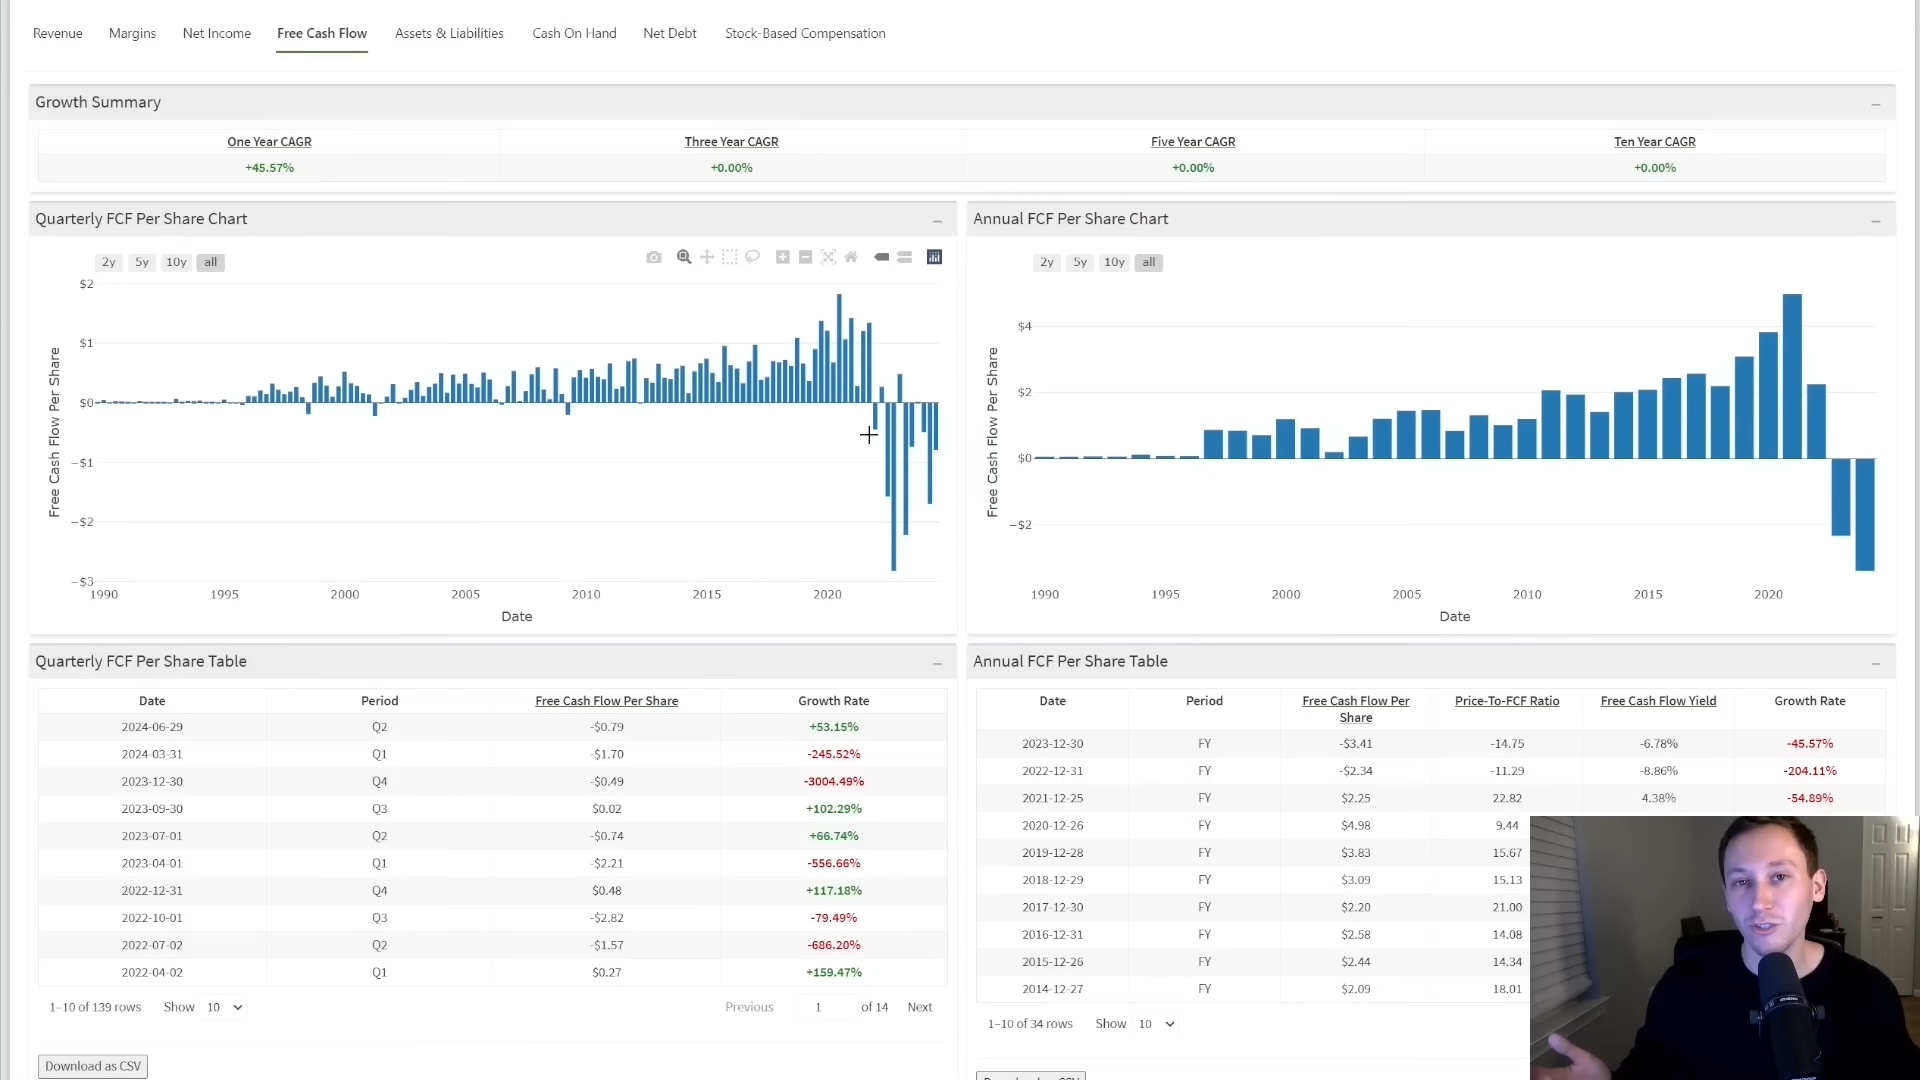 Revenue Margins Net Income Free Cash Flow Assets & Liabilities Cash On Hand Net Debt Stock-Based Compensation
Growth Summary
One Year CAGR Three Year CAGR Five Year CAGR Ten Year CAGR
+45.57% +0.00% +0.00% +0.00%
Quarterly FCF Per Share Chart
2y 5y 10y all
$2
$1
$0
−$1
−$2
−$3
Free Cash Flow Per Share
1990 1995 2000 2005 2010 2015 2020
Date
Annual FCF Per Share Chart
2y 5y 10y all
$4
$2
$0
−$2
Free Cash Flow Per Share
1990 1995 2000 2005 2010 2015 2020
Date
Quarterly FCF Per Share Table
Date Period Free Cash Flow Per Share Growth Rate
2024-06-29 Q2 -$0.79 +53.15%
2024-03-31 Q1 -$1.70 -245.52%
2023-12-30 Q4 -$0.49 -3004.49%
2023-09-30 Q3 $0.02 +102.29%
2023-07-01 Q2 -$0.74 +66.74%
2023-04-01 Q1 -$2.21 -556.66%
2022-12-31 Q4 $0.48 +117.18%
2022-10-01 Q3 -$2.82 -79.49%
2022-07-02 Q2 -$1.57 -686.20%
2022-04-02 Q1 $0.27 +159.47%
1–10 of 139 rows Show 10 Previous 1 of 14 Next
Download as CSV
Annual FCF Per Share Table
Date Period Free Cash Flow Per Share Price-To-FCF Ratio Free Cash Flow Yield Growth Rate
2023-12-30 FY -$3.41 -14.75 -6.78% -45.57%
2022-12-31 FY -$2.34 -11.29 -8.86% -204.11%
2021-12-25 FY $2.25 22.82 4.38% -54.89%
2020-12-26 FY $4.98 9.44
2019-12-28 FY $3.83 15.67
2018-12-29 FY $3.09 15.13
2017-12-30 FY $2.20 21.00
2016-12-31 FY $2.58 14.08
2015-12-26 FY $2.44 14.34
2014-12-27 FY $2.09 18.01
1–10 of 34 rows Show 10